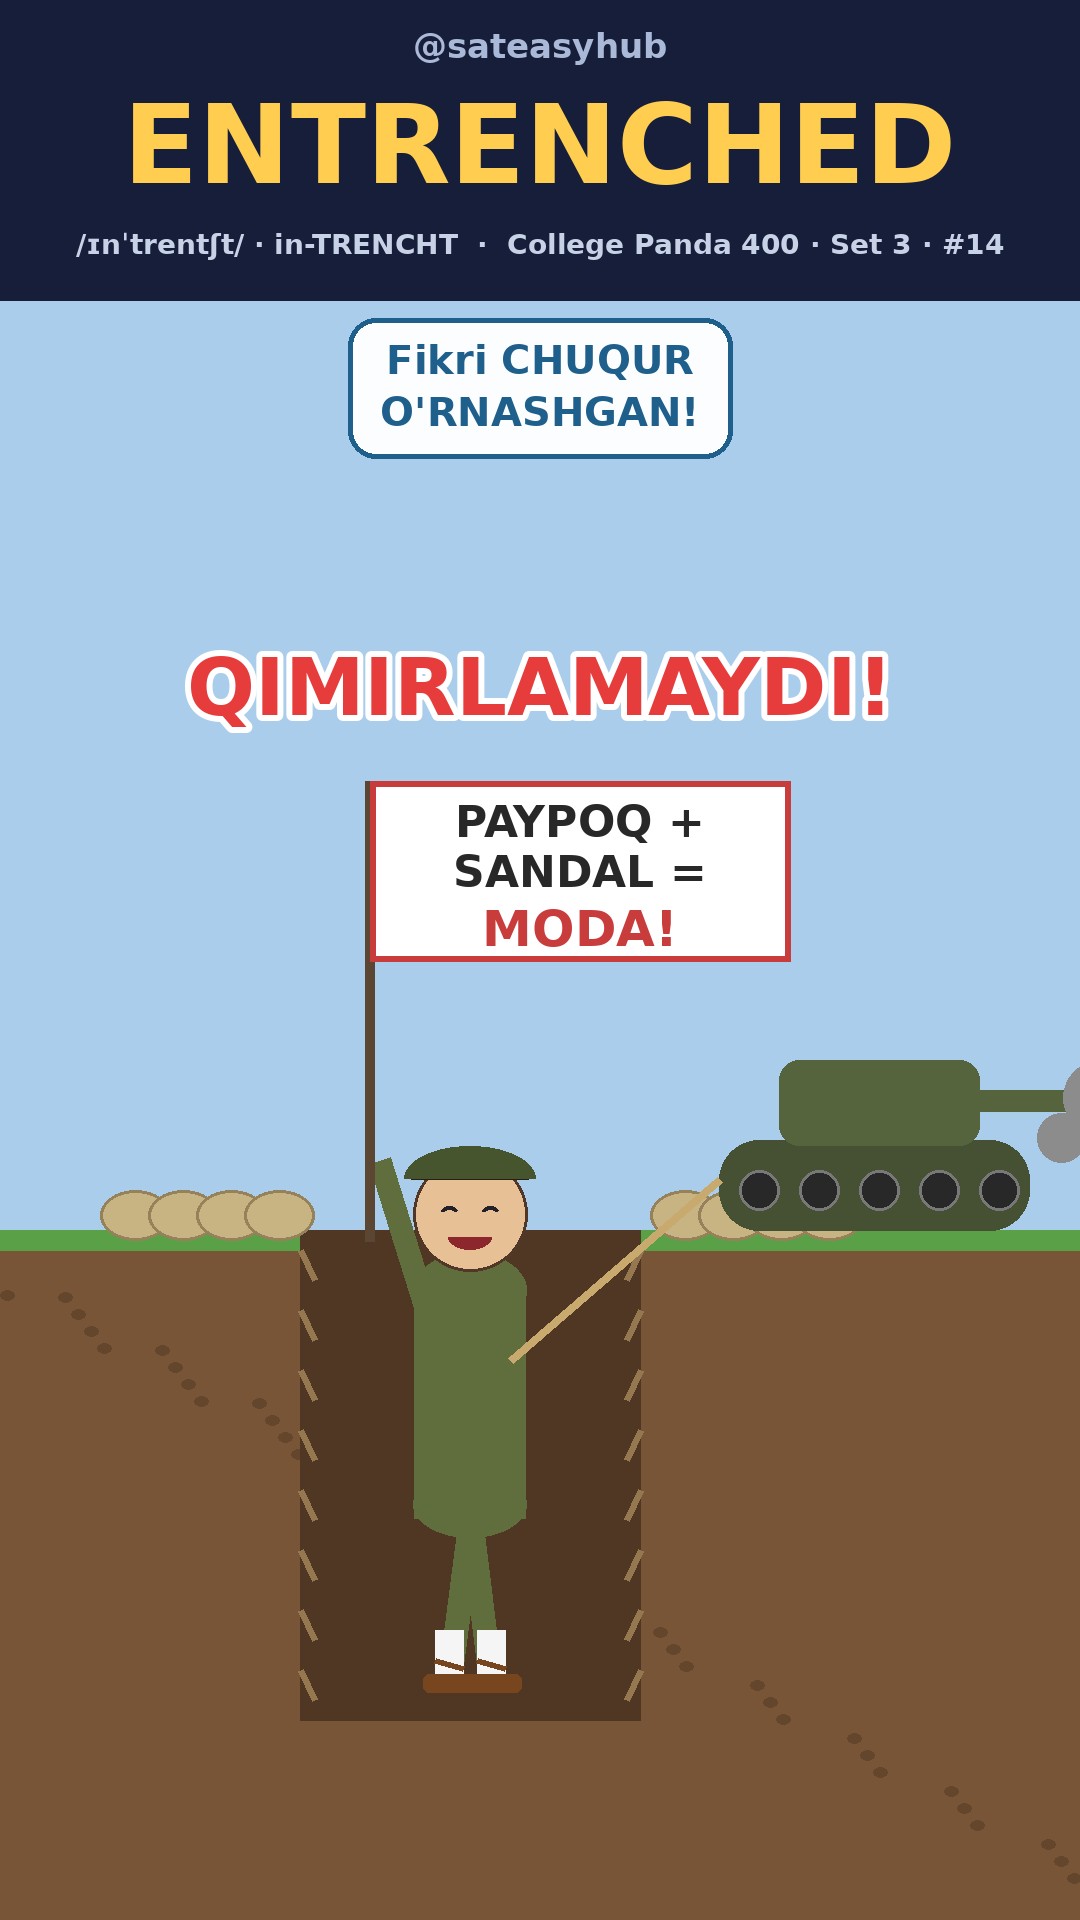 @sateasyhub
ENTRENCHED
/ɪnˈtrentʃt/ · in-TRENCHT · College Panda 400 · Set 3 · #14
Fikri CHUQUR
O'RNASHGAN!
QIMIRLAMAYDI!
PAYPOQ +
SANDAL =
MODA!